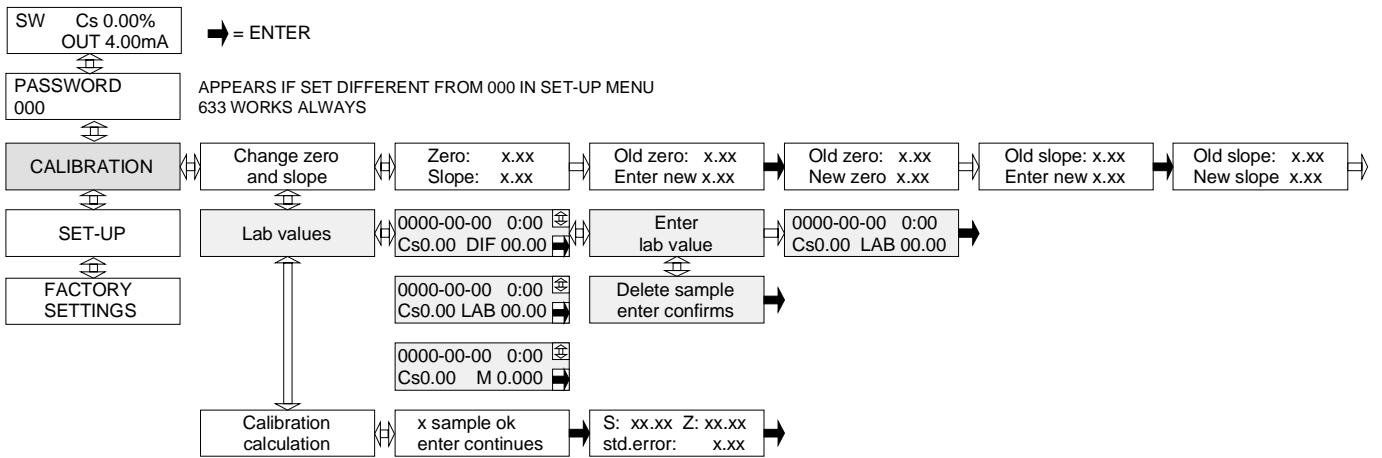 SW Cs 0.00%
OUT 4.00mA
= ENTER
PASSWORD
000
APPEARS IF SET DIFFERENT FROM 000 IN SET-UP MENU
633 WORKS ALWAYS
CALIBRATION
Change zero
and slope
Zero: x.xx
Slope: x.xx
Old zero: x.xx
Enter new x.xx
Old zero: x.xx
New zero x.xx
Old slope: x.xx
Enter new x.xx
Old slope: x.xx
New slope x.xx
SET-UP
Lab values
0000-00-00 0:00
Cs0.00 DIF 00.00
Enter
lab value
0000-00-00 0:00
Cs0.00 LAB 00.00
FACTORY
SETTINGS
0000-00-00 0:00
Cs0.00 LAB 00.00
Delete sample
enter confirms
0000-00-00 0:00
Cs0.00 M 0.000
Calibration
calculation
x sample ok
enter continues
S: xx.xx Z: xx.xx
std.error: x.xx